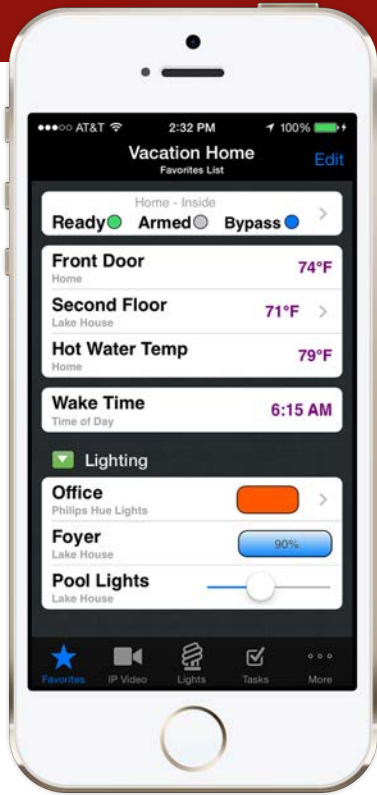 AT&T 2:32 PM 100%
Vacation Home Edit
Favorites List
Home - Inside
Ready Armed Bypass
Front Door 74°F
Home
Second Floor 71°F
Lake House
Hot Water Temp 79°F
Home
Wake Time 6:15 AM
Time of Day
Lighting
Office
Philips Hue Lights
Foyer 90%
Lake House
Pool Lights
Lake House
Favorites IP Video Lights Tasks More